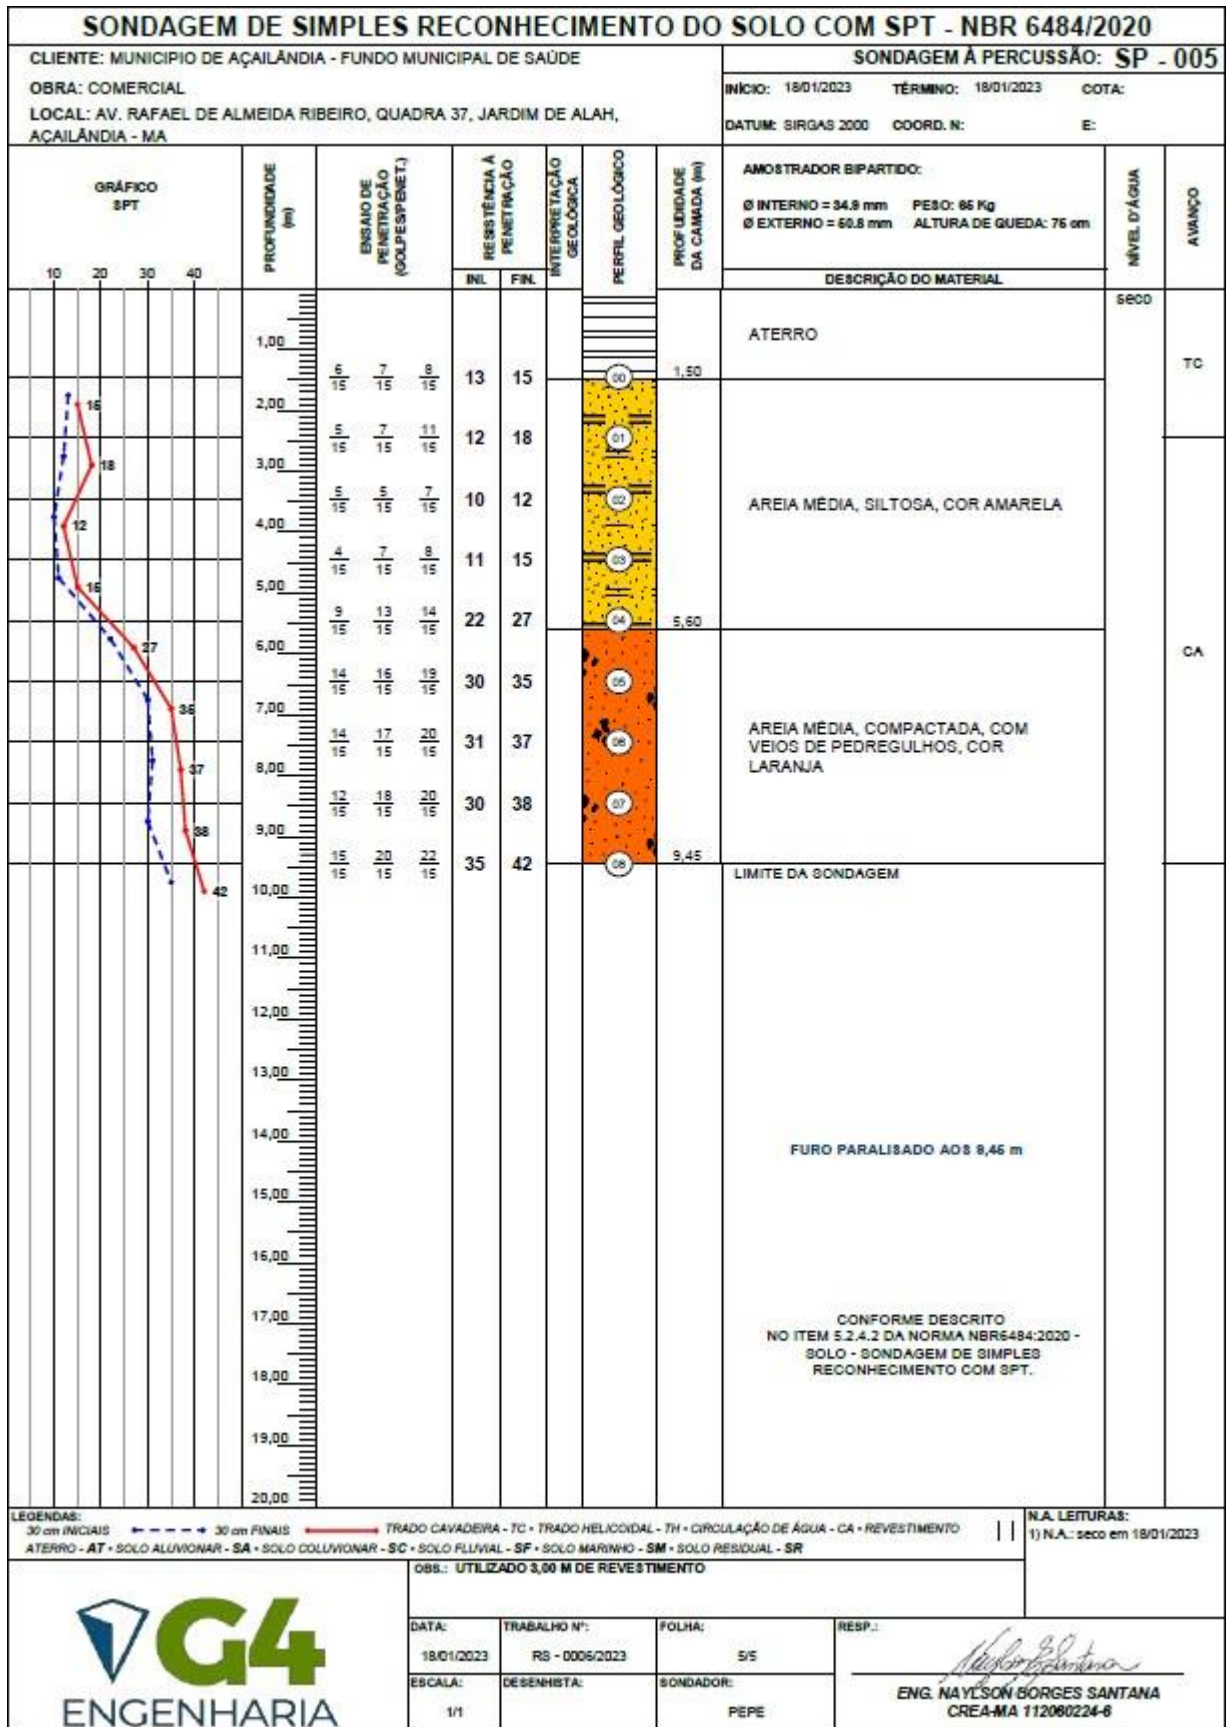 SONDAGEM DE SIMPLES RECONHECIMENTO DO SOLO COM SPT - NBR 6484/2020
CLIENTE: MUNICIPIO DE AÇAILÂNDIA - FUNDO MUNICIPAL DE SAÚDE
SONDAGEM À PERCUSSÃO: SP - 005
OBRA: COMERCIAL
INÍCIO: 18/01/2023 TÉRMINO: 18/01/2023 COTA:
LOCAL: AV. RAFAEL DE ALMEIDA RIBEIRO, QUADRA 37, JARDIM DE ALAH,
AÇAILÂNDIA - MA
DATUM: SIRGAS 2000 COORD. N: E:
GRÁFICO
SPT
10 20 30 40
PROFUNDIDADE
(m)
ENSAIO DE
PENETRAÇÃO
(GOLPES/PENET.)
RESISTÊNCIA À
PENETRAÇÃO
INI. FIN.
INTERPRETAÇÃO
GEOLÓGICA
PERFIL GEOLÓGICO
PROFUDIDADE
DA CAMADA (m)
AMOSTRADOR BIPARTIDO:
Ø INTERNO = 34.9 mm PESO: 65 Kg
Ø EXTERNO = 50.8 mm ALTURA DE QUEDA: 75 cm
DESCRIÇÃO DO MATERIAL
NÍVEL D'ÁGUA
AVANÇO
seco
1,00
ATERRO
6/15 7/15 8/15 13 15 00 1,50
TC
2,00
15
5/15 7/15 11/15 12 18 01
3,00
18
5/15 5/15 7/15 10 12 02
AREIA MÉDIA, SILTOSA, COR AMARELA
4,00
12
4/15 7/15 8/15 11 15 03
5,00
15
9/15 13/15 14/15 22 27 04 5,60
6,00
27
CA
14/15 16/15 19/15 30 35 05
7,00
35
AREIA MÉDIA, COMPACTADA, COM
VEIOS DE PEDREGULHOS, COR
LARANJA
14/15 17/15 20/15 31 37 06
8,00
37
12/15 18/15 20/15 30 38 07
9,00
38
15/15 20/15 22/15 35 42 08 9,45
LIMITE DA SONDAGEM
10,00
42
11,00
12,00
13,00
14,00
FURO PARALISADO AOS 9,45 m
15,00
16,00
17,00
CONFORME DESCRITO
NO ITEM 5.2.4.2 DA NORMA NBR6484:2020 -
SOLO - SONDAGEM DE SIMPLES
RECONHECIMENTO COM SPT.
18,00
19,00
20,00
LEGENDAS:
30 cm INICIAIS 30 cm FINAIS TRADO CAVADEIRA - TC • TRADO HELICOIDAL - TH • CIRCULAÇÃO DE ÁGUA - CA • REVESTIMENTO
ATERRO - AT • SOLO ALUVIONAR - SA • SOLO COLUVIONAR - SC • SOLO FLUVIAL - SF • SOLO MARINHO - SM • SOLO RESIDUAL - SR
N.A. LEITURAS:
1) N.A.: seco em 18/01/2023
OBS.: UTILIZADO 3,00 M DE REVESTIMENTO
G4
ENGENHARIA
DATA: 18/01/2023
TRABALHO Nº: RS - 0006/2023
FOLHA: 5/5
RESP.:
ESCALA: 1/1
DESENHISTA:
SONDADOR: PEPE
ENG. NAYLSON BORGES SANTANA
CREA-MA 112060224-6